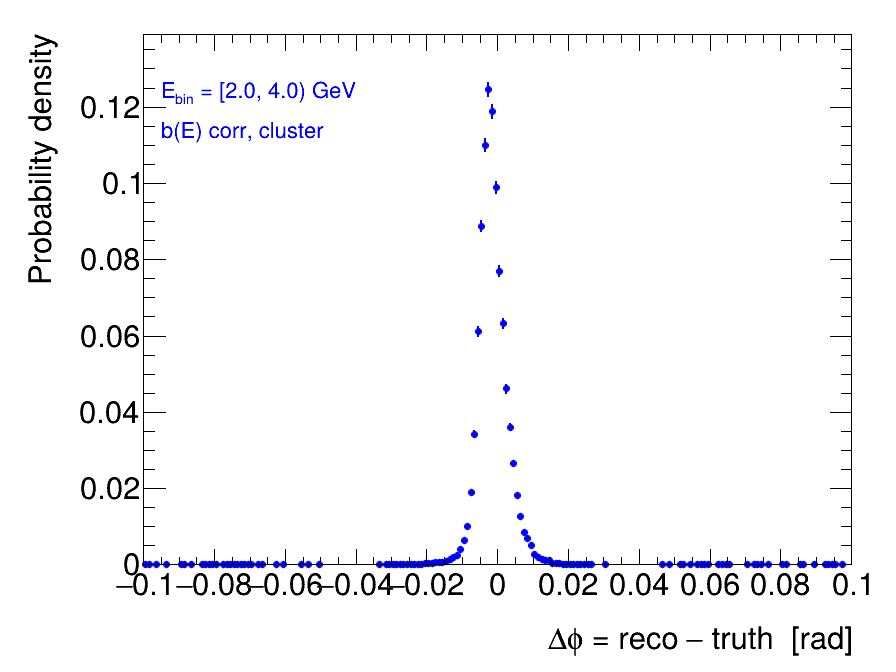 Probability density
E_bin = [2.0, 4.0) GeV
b(E) corr, cluster
0.12
0.1
0.08
0.06
0.04
0.02
0
−0.1 −0.08 −0.06 −0.04 −0.02 0 0.02 0.04 0.06 0.08 0.1
Δϕ = reco − truth [rad]